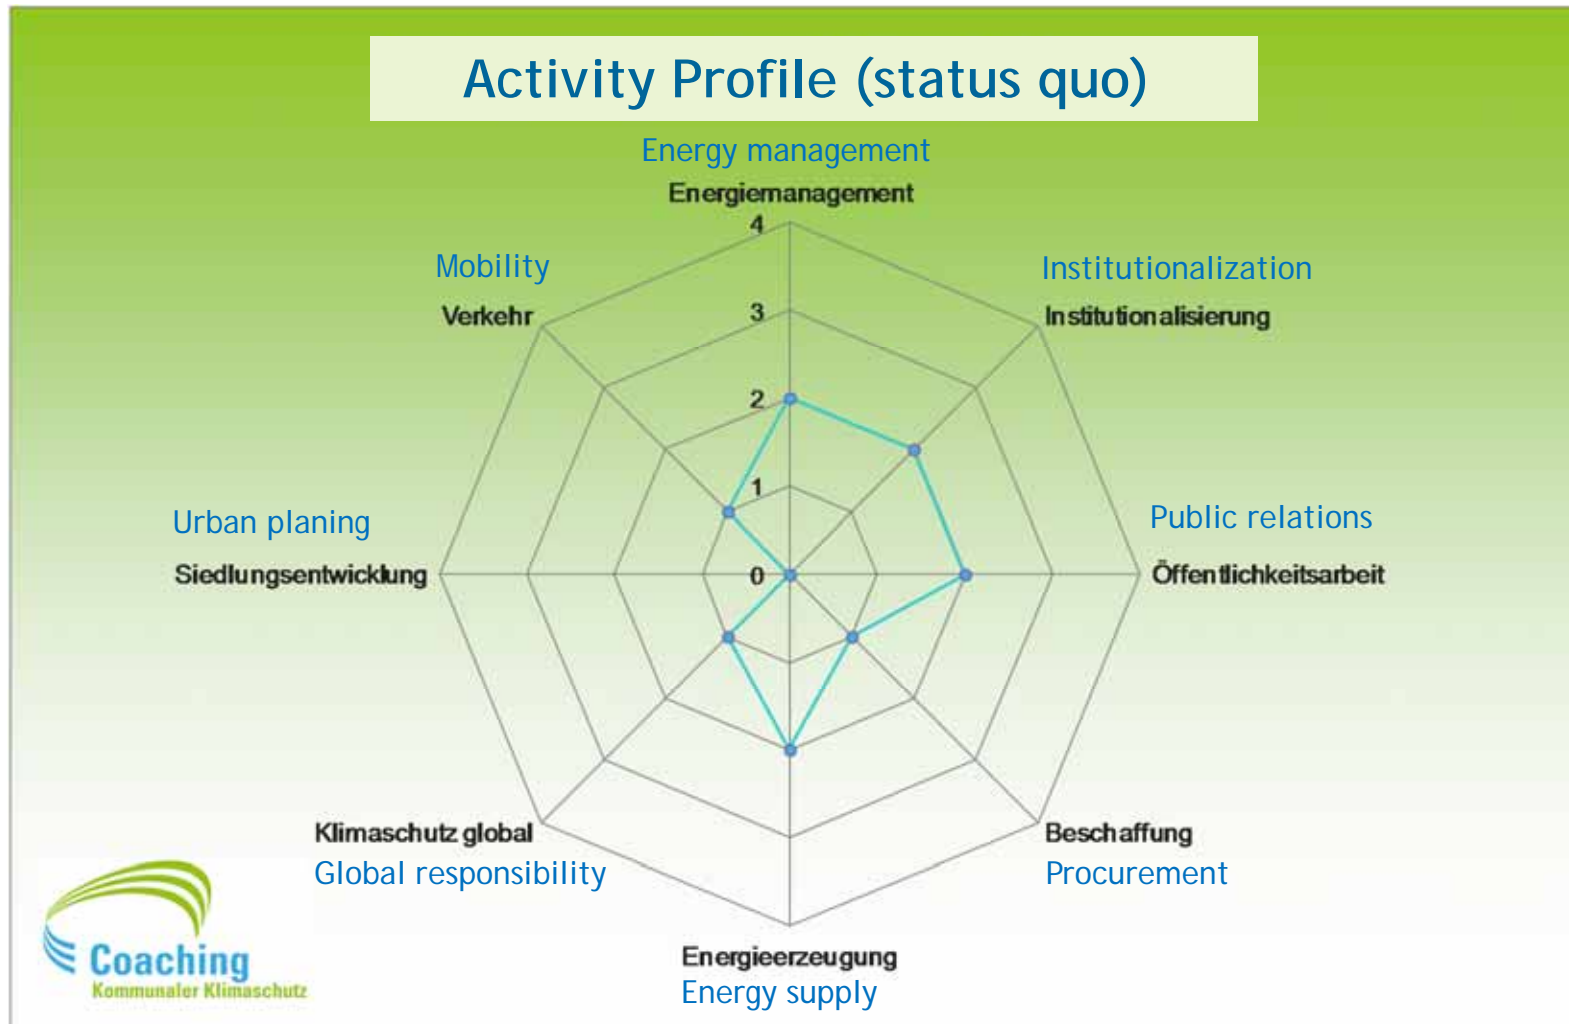 Activity Profile (status quo)
Energy management
Energiemanagement
4
Mobility
Institutionalization
Verkehr
3
Institutionalisierung
2
1
Urban planing
Public relations
Siedlungsentwicklung
0
Öffentlichkeitsarbeit
Klimaschutz global
Beschaffung
Global responsibility
Procurement
Energieerzeugung
Energy supply
Coaching
Kommunaler Klimaschutz